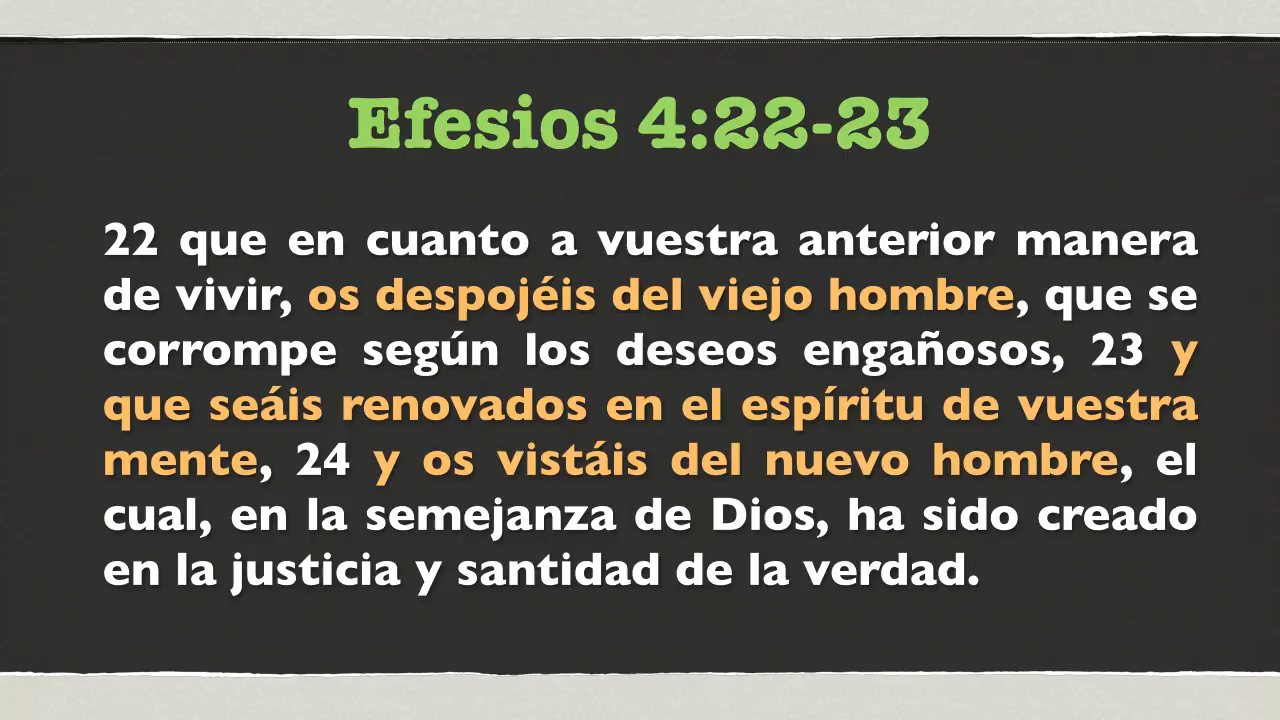 Efesios 4:22-23
22 que en cuanto a vuestra anterior manera
de vivir, os despojéis del viejo hombre, que se
corrompe según los deseos engañosos, 23 y
que seáis renovados en el espíritu de vuestra
mente, 24 y os vistáis del nuevo hombre, el
cual, en la semejanza de Dios, ha sido creado
en la justicia y santidad de la verdad.